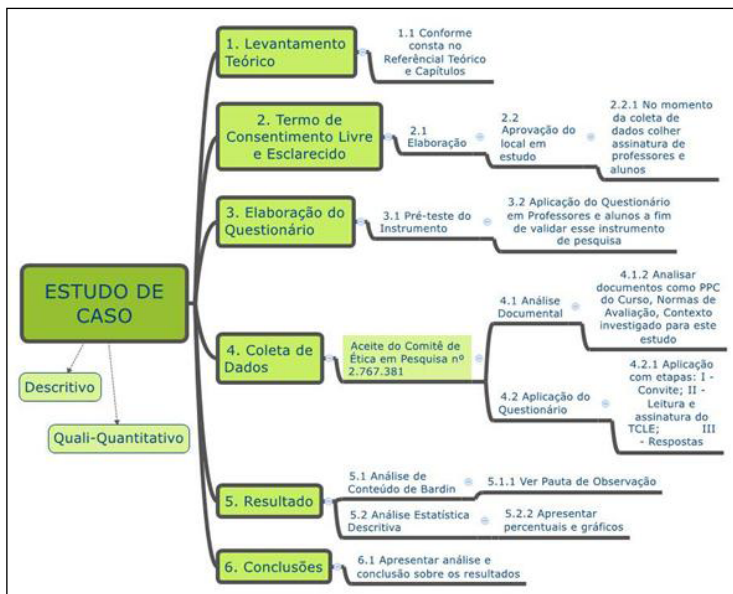 1. Levantamento
Teórico
1.1 Conforme
consta no
Referêncial Teórico
e Capítulos
2. Termo de
Consentimento Livre
e Esclarecido
2.1
Elaboração
2.2
Aprovação do
local em
estudo
2.2.1 No momento
da coleta de
dados colher
assinatura de
professores e
alunos
3. Elaboração do
Questionário
3.1 Pré-teste do
Instrumento
3.2 Aplicação do Questionário
em Professores e alunos a fim
de validar esse instrumento
de pesquisa
ESTUDO DE
CASO
Descritivo
Quali-Quantitativo
4. Coleta de
Dados
Aceite do Comitê de
Ética em Pesquisa nº
2.767.381
4.1 Análise
Documental
4.1.2 Analisar
documentos como PPC
do Curso, Normas de
Avaliação, Contexto
investigado para este
estudo
4.2 Aplicação do
Questionário
4.2.1 Aplicação
com etapas: I -
Convite; II -
Leitura e
assinatura do
TCLE; III
- Respostas
5. Resultado
5.1 Análise de
Conteúdo de Bardin
5.1.1 Ver Pauta de Observação
5.2 Análise Estatística
Descritiva
5.2.2 Apresentar
percentuais e gráficos
6. Conclusões
6.1 Apresentar análise e
conclusão sobre os resultados